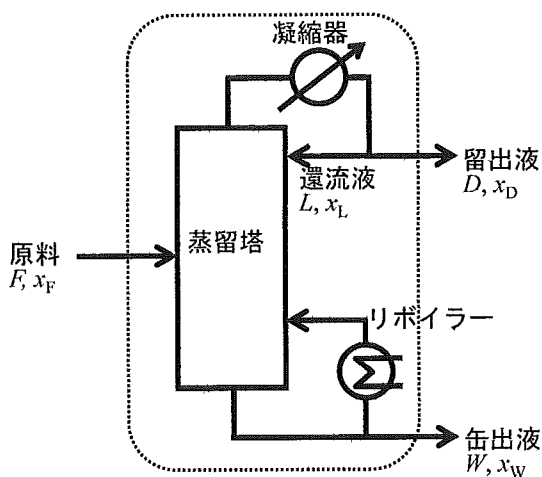 凝縮器
留出液
D, x_D
還流液
L, x_L
蒸留塔
原料
F, x_F
リボイラー
缶出液
W, x_W